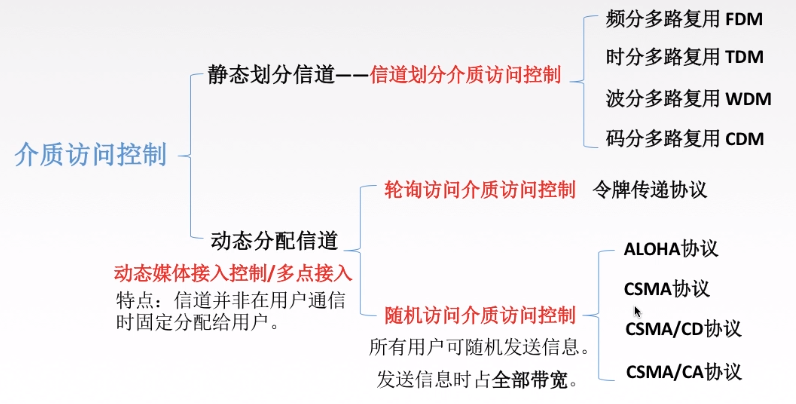 介质访问控制
静态划分信道——信道划分介质访问控制
频分多路复用 FDM
时分多路复用 TDM
波分多路复用 WDM
码分多路复用 CDM
动态分配信道
动态媒体接入控制/多点接入
特点：信道并非在用户通信
时固定分配给用户。
轮询访问介质访问控制 令牌传递协议
随机访问介质访问控制
所有用户可随机发送信息。
发送信息时占全部带宽。
ALOHA协议
CSMA协议
CSMA/CD协议
CSMA/CA协议